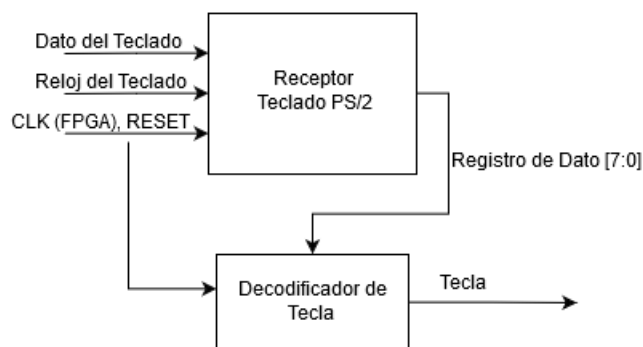 Dato del Teclado
Reloj del Teclado
CLK (FPGA), RESET
Receptor
Teclado PS/2
Registro de Dato [7:0]
Decodificador de
Tecla
Tecla